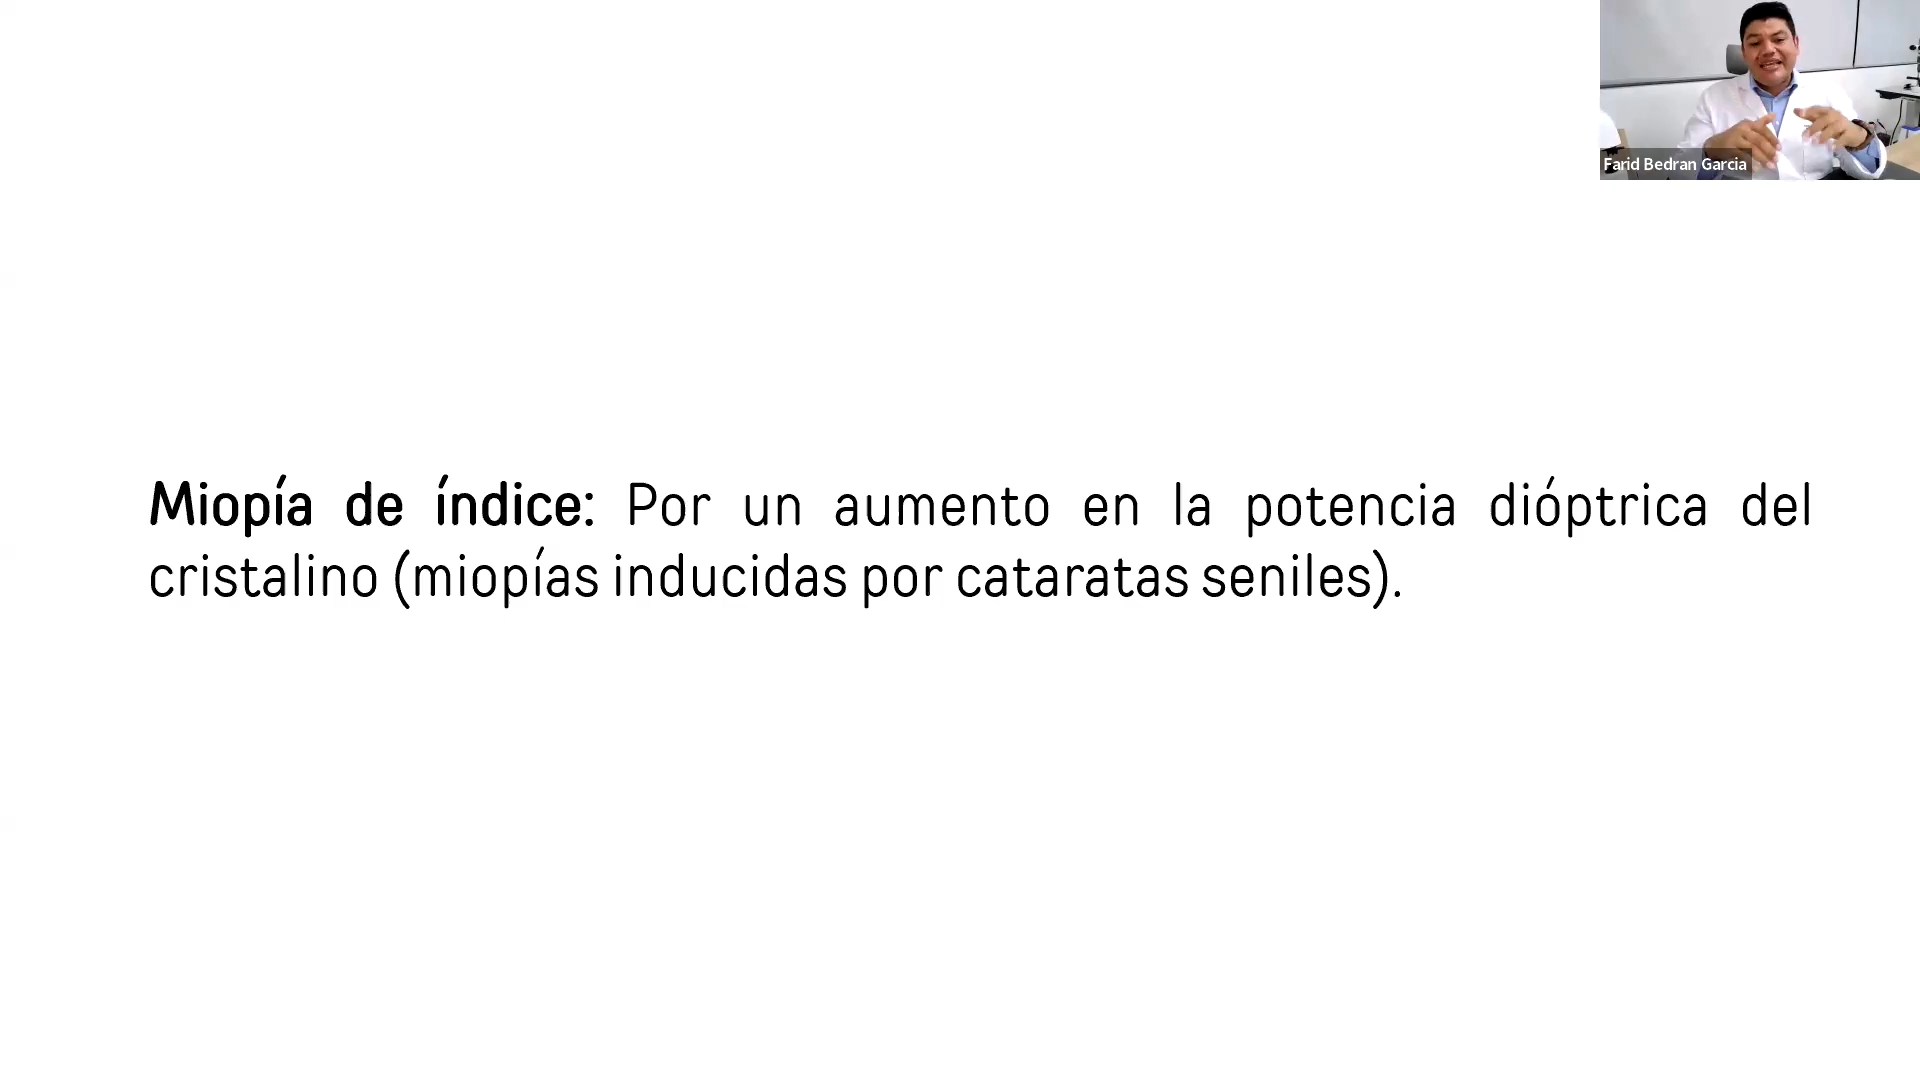 Farid Bedran Garcia
Miopía de índice: Por un aumento en la potencia dióptrica del
cristalino (miopías inducidas por cataratas seniles).